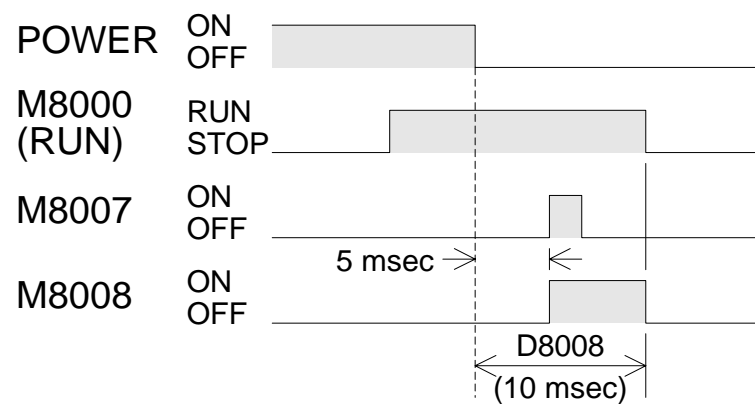 POWER ON
OFF
M8000 RUN
(RUN) STOP
M8007 ON
OFF
5 msec
M8008 ON
OFF
D8008
(10 msec)